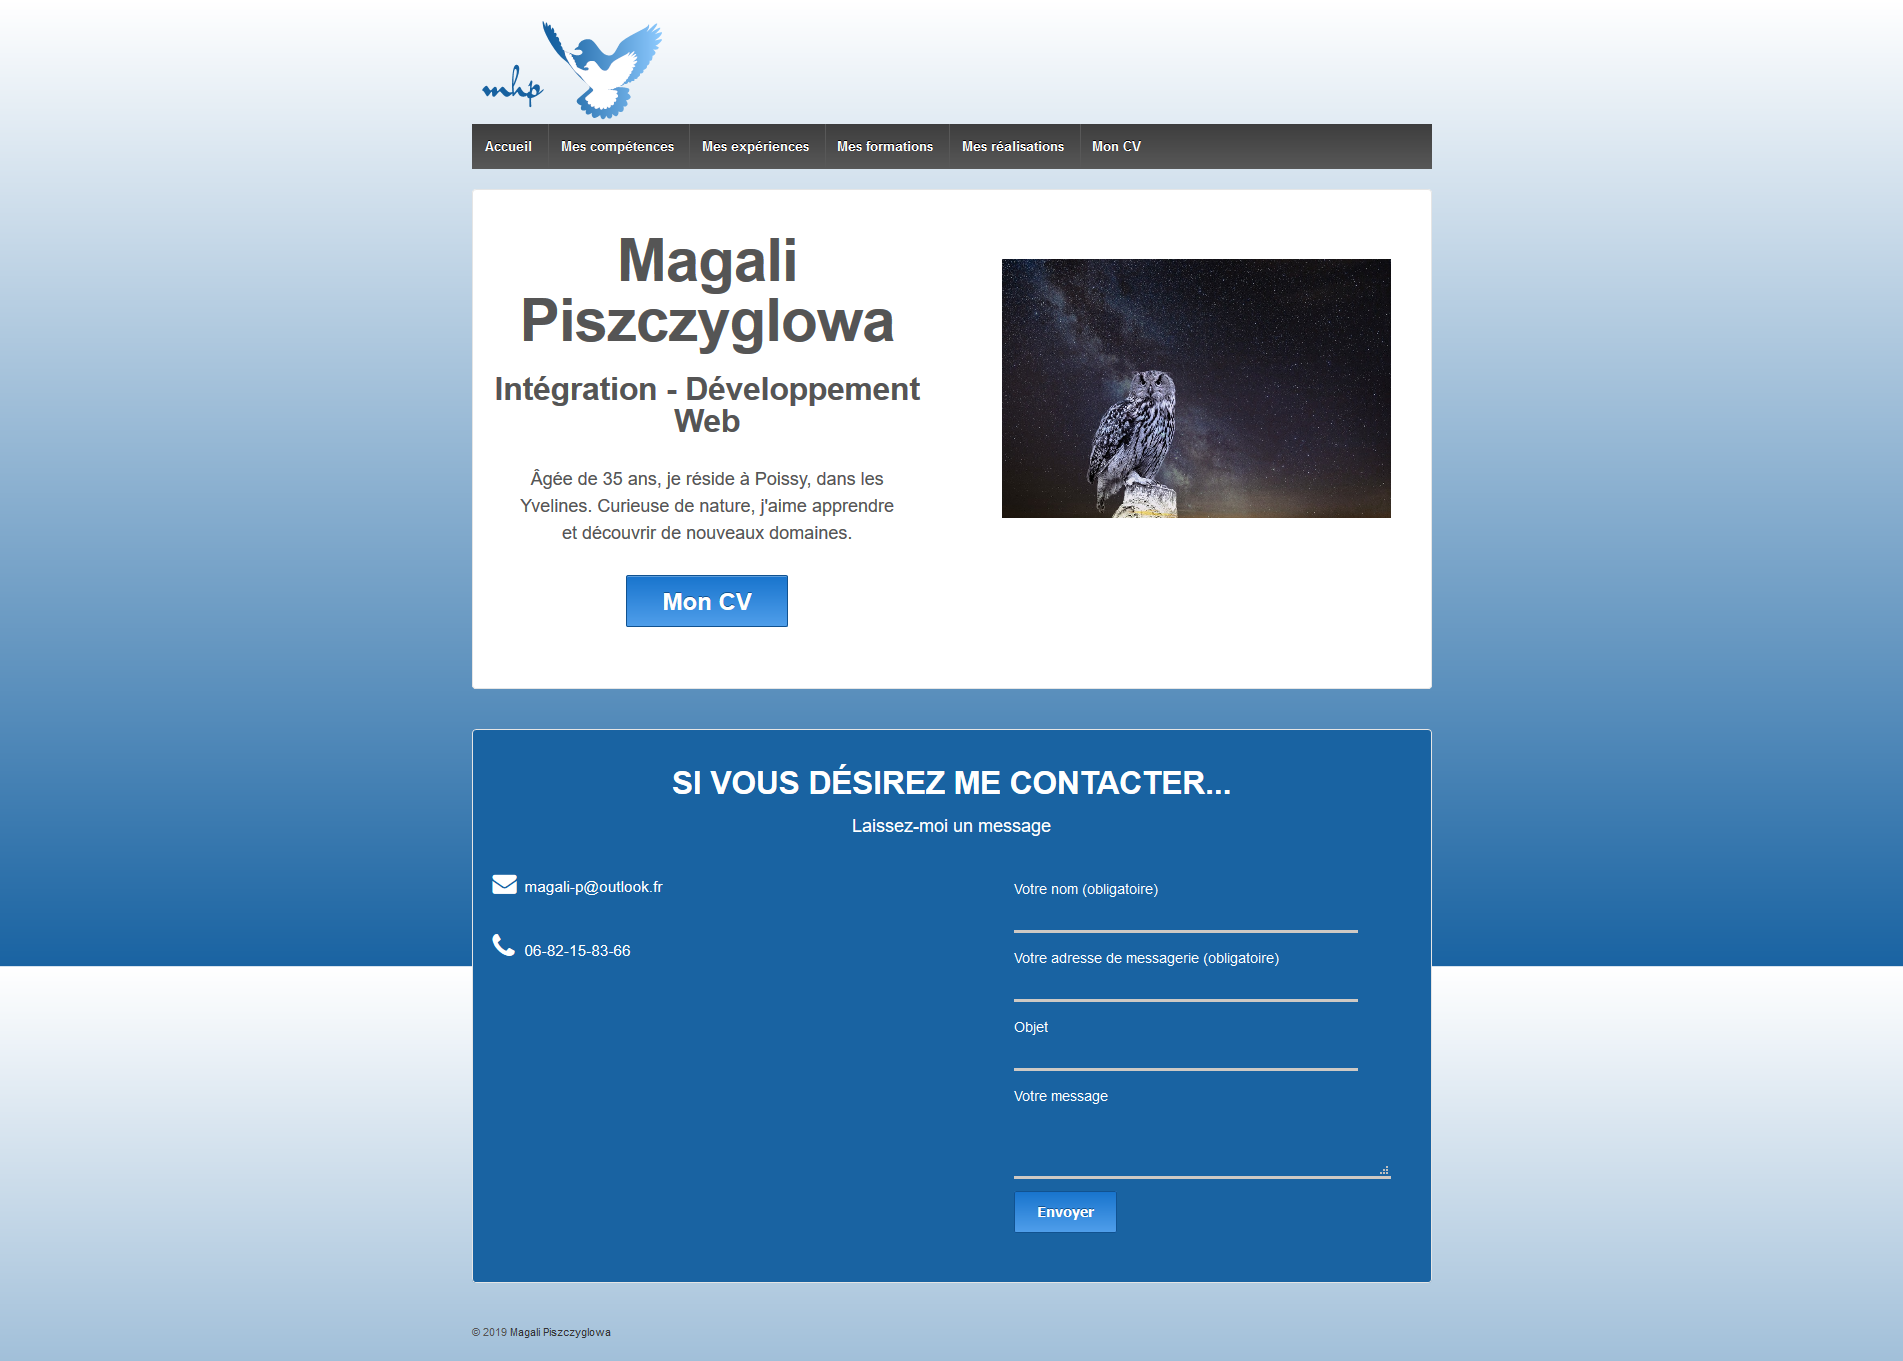 mhp
Accueil
Mes compétences
Mes expériences
Mes formations
Mes réalisations
Mon CV
Magali
Piszczyglowa
Intégration - Développement
Web
Âgée de 35 ans, je réside à Poissy, dans les
Yvelines. Curieuse de nature, j'aime apprendre
et découvrir de nouveaux domaines.
Mon CV
SI VOUS DÉSIREZ ME CONTACTER...
Laissez-moi un message
magali-p@outlook.fr
06-82-15-83-66
Votre nom (obligatoire)
Votre adresse de messagerie (obligatoire)
Objet
Votre message
Envoyer
© 2019 Magali Piszczyglowa